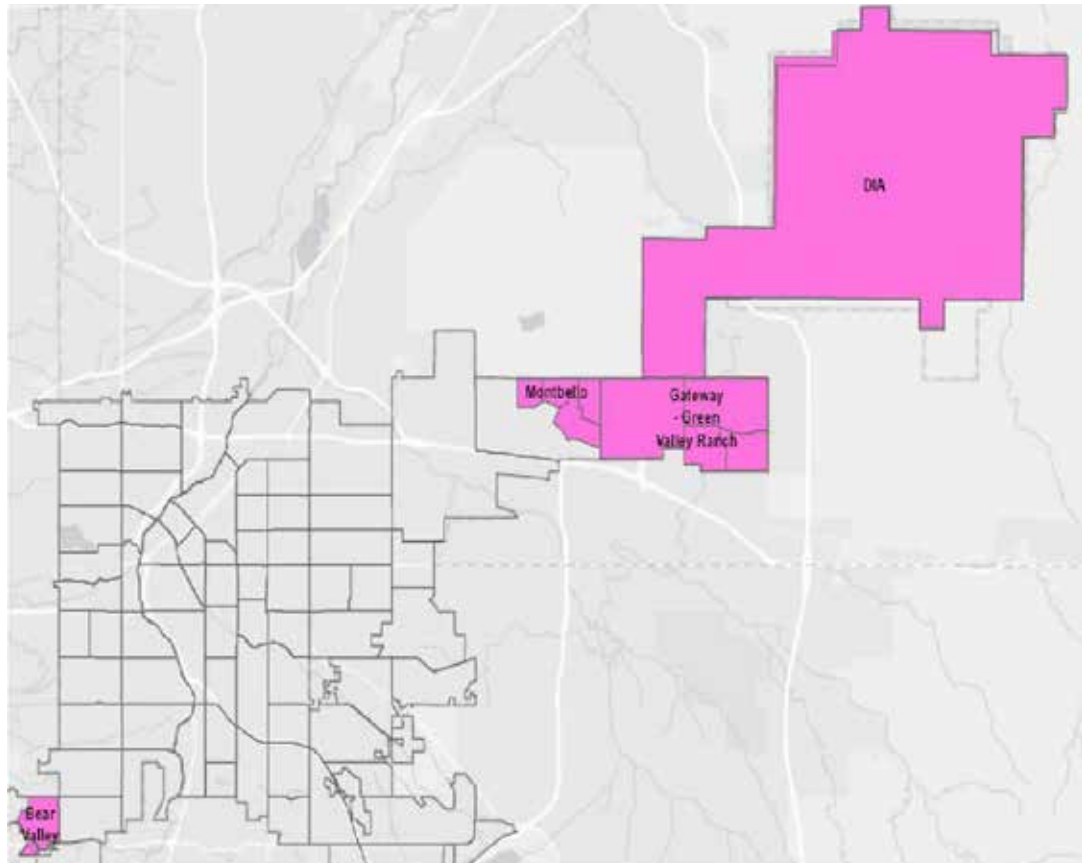 DIA
Montbello
Gateway
- Green
Valley Ranch
Bear
Valley